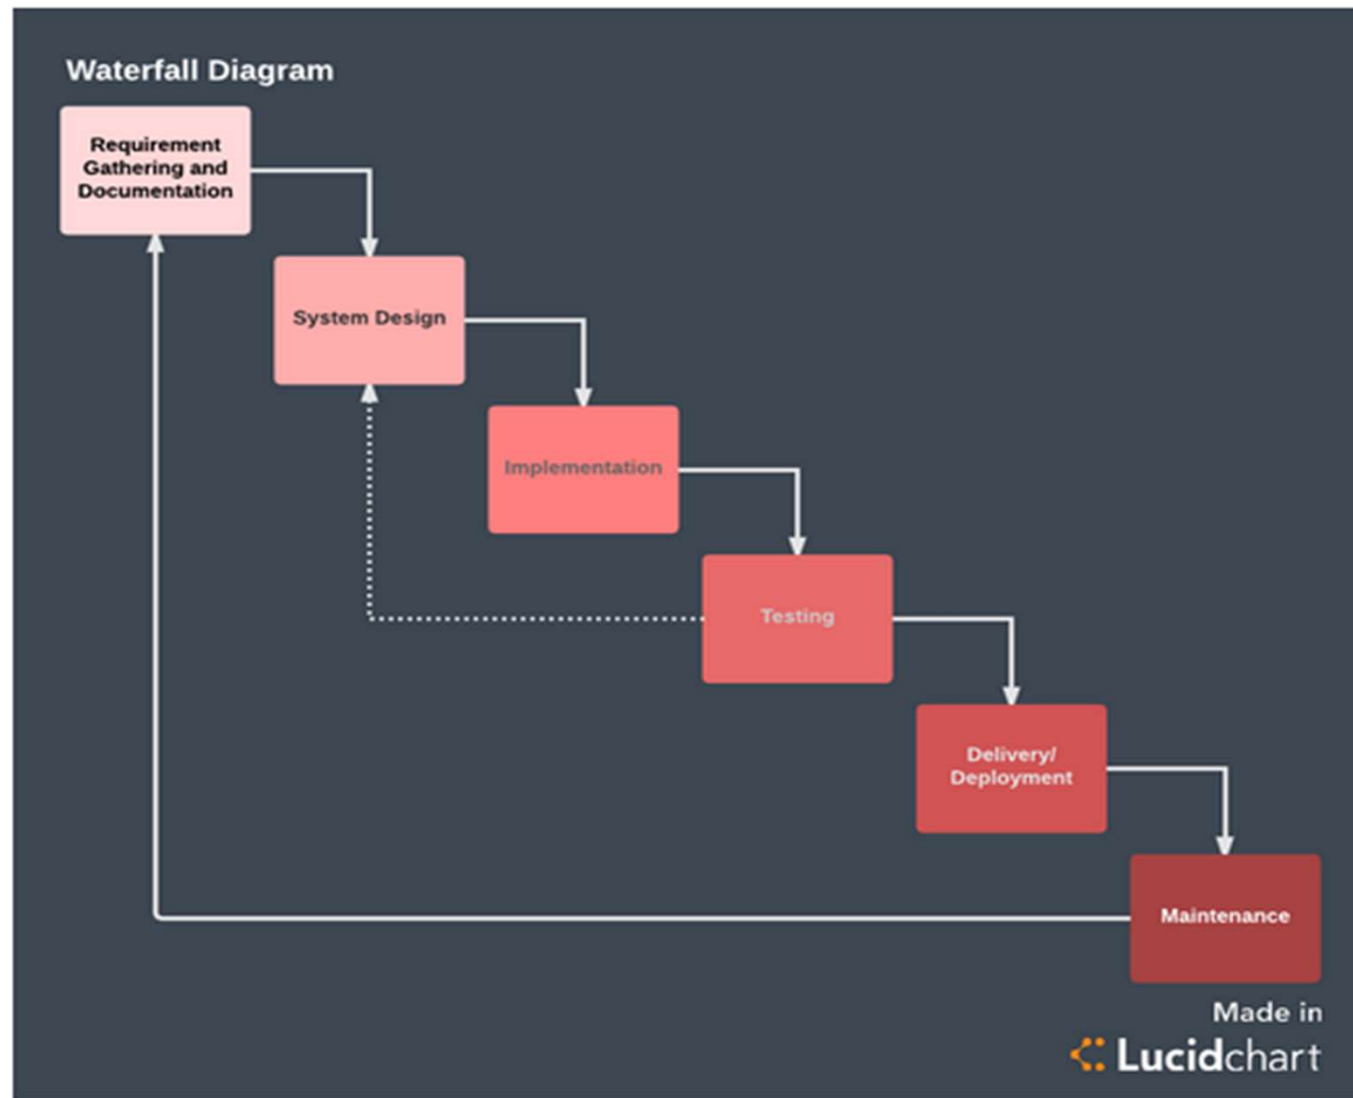 Waterfall Diagram
Requirement
Gathering and
Documentation
System Design
Implementation
Testing
Delivery/
Deployment
Maintenance
Made in
Lucidchart